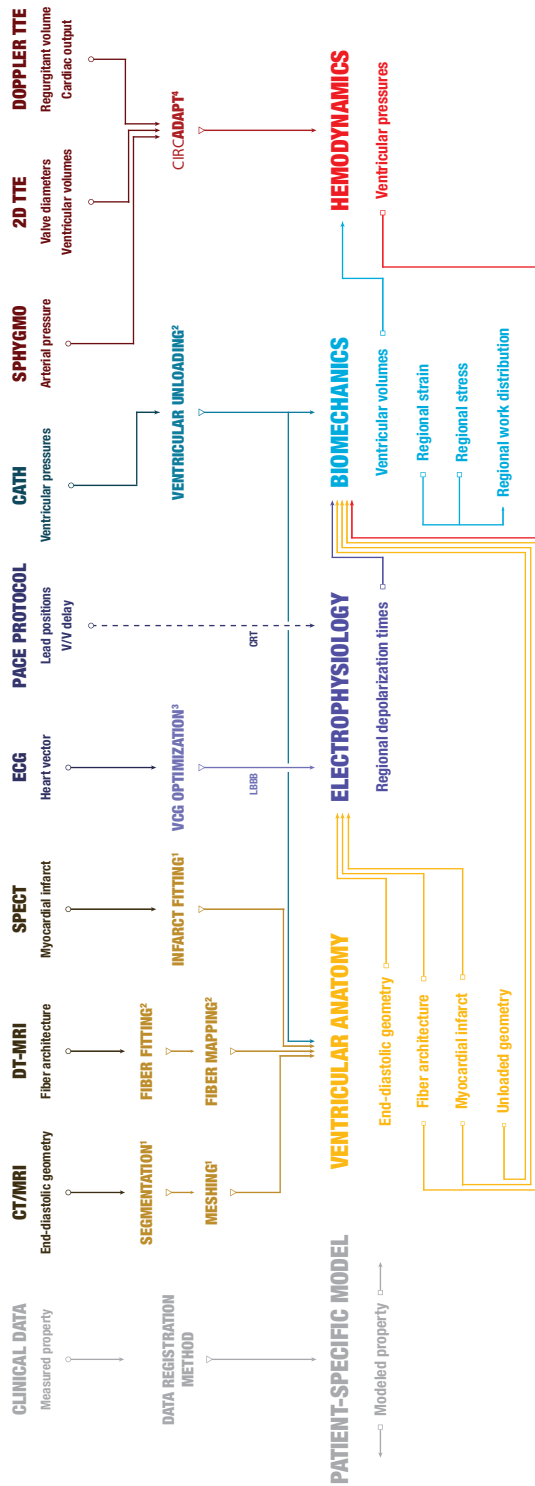 CLINICAL DATA
Measured property
DATA REGISTRATION
METHOD
PATIENT-SPECIFIC MODEL
Modeled property
CT/MRI
End-diastolic geometry
SEGMENTATION¹
MESHING¹
DT-MRI
Fiber architecture
FIBER FITTING²
FIBER MAPPING²
SPECT
Myocardial infarct
INFARCT FITTING¹
ECG
Heart vector
VCG OPTIMIZATION³
LBBB
PACE PROTOCOL
Lead positions
V/V delay
CRT
CATH
Ventricular pressures
VENTRICULAR UNLOADING²
SPHYGMO
Arterial pressure
2D TTE
Valve diameters
Ventricular volumes
DOPPLER TTE
Regurgitant volume
Cardiac output
CIRCADAPT⁴
VENTRICULAR ANATOMY
End-diastolic geometry
Fiber architecture
Myocardial infarct
Unloaded geometry
ELECTROPHYSIOLOGY
Regional depolarization times
BIOMECHANICS
Ventricular volumes
Regional strain
Regional stress
Regional work distribution
HEMODYNAMICS
Ventricular pressures